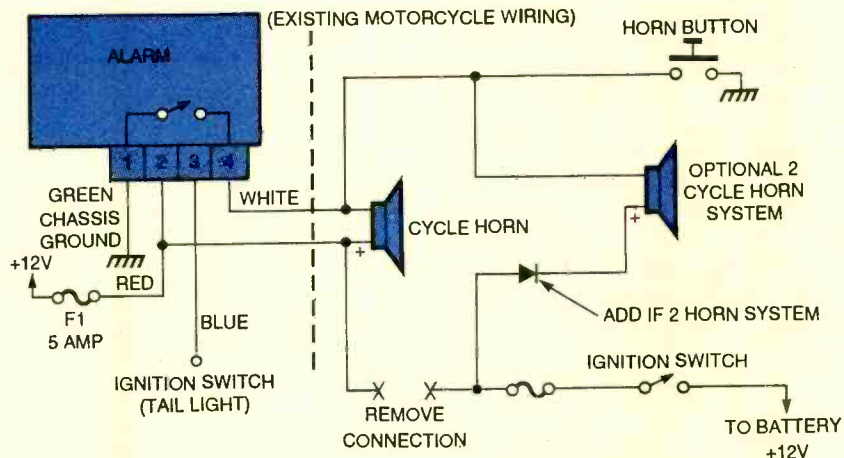 (EXISTING MOTORCYCLE WIRING)
HORN BUTTON
ALARM
1 2 3 4
GREEN
CHASSIS
GROUND
WHITE
+
CYCLE HORN
OPTIONAL 2
CYCLE HORN
SYSTEM
+
+12V
RED
F1
5 AMP
BLUE
ADD IF 2 HORN SYSTEM
IGNITION SWITCH
(TAIL LIGHT)
REMOVE
CONNECTION
IGNITION SWITCH
TO BATTERY
+12V